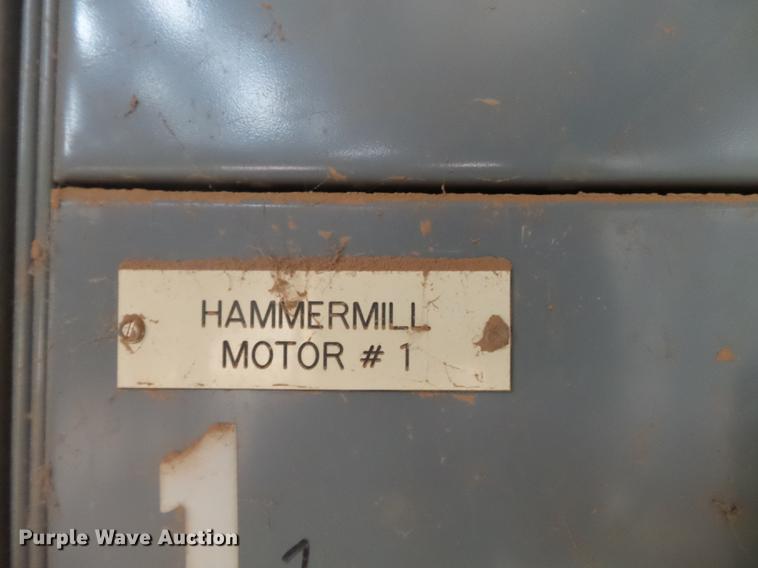 HAMMERMILL
MOTOR # 1
1
Purple Wave Auction